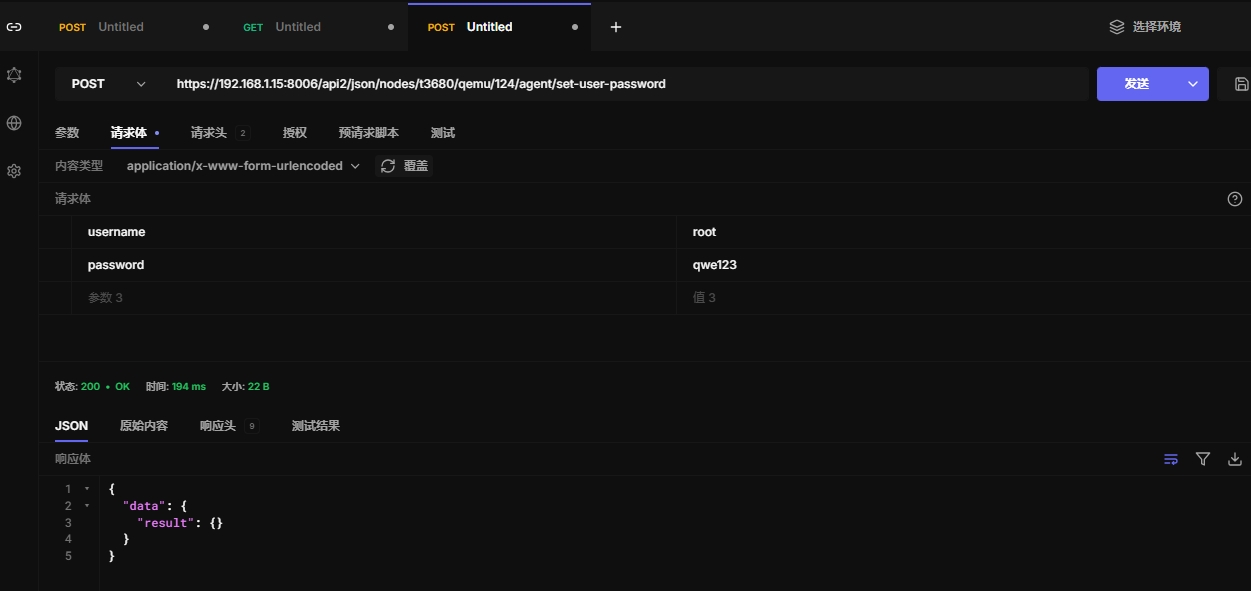 POST Untitled GET Untitled POST Untitled 选择环境
POST https://192.168.1.15:8006/api2/json/nodes/t3680/qemu/124/agent/set-user-password 发送
参数 请求体 请求头 2 授权 预请求脚本 测试
内容类型 application/x-www-form-urlencoded 覆盖
请求体
username root
password qwe123
参数 3 值 3
状态: 200 • OK 时间: 194 ms 大小: 22 B
JSON 原始内容 响应头 9 测试结果
响应体
1 {
2 "data": {
3 "result": {}
4 }
5 }